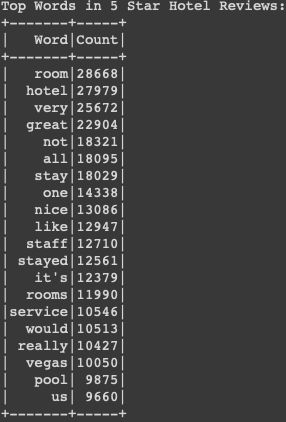 Top Words in 5 Star Hotel Reviews:
+-------+-----+
|   Word|Count|
+-------+-----+
|   room|28668|
|  hotel|27979|
|   very|25672|
|  great|22904|
|    not|18321|
|    all|18095|
|   stay|18029|
|    one|14338|
|   nice|13086|
|   like|12947|
|  staff|12710|
| stayed|12561|
|   it's|12379|
|  rooms|11990|
|service|10546|
|  would|10513|
| really|10427|
|  vegas|10050|
|   pool| 9875|
|     us| 9660|
+-------+-----+